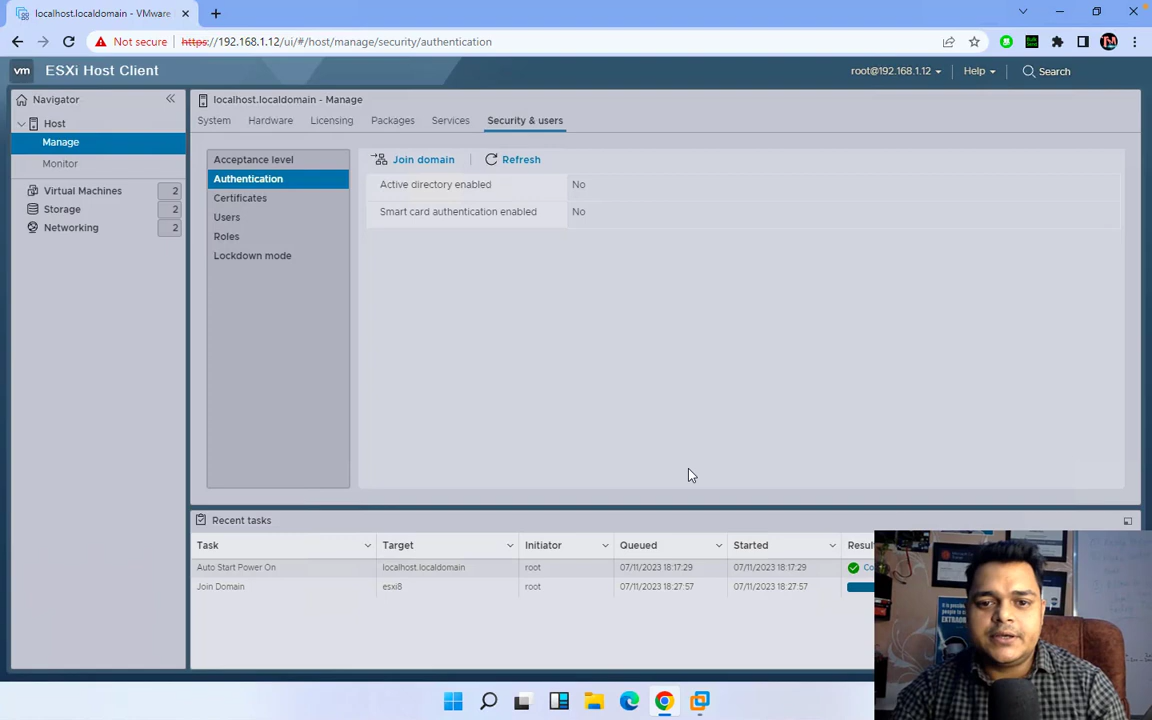 localhost.localdomain - VMware
Not secure https://192.168.1.12/ui/#/host/manage/security/authentication
vm ESXi Host Client
root@192.168.1.12 Help Search
Navigator
Host
Manage
Monitor
Virtual Machines 2
Storage 2
Networking 2
localhost.localdomain - Manage
System Hardware Licensing Packages Services Security & users
Acceptance level
Authentication
Certificates
Users
Roles
Lockdown mode
Join domain Refresh
Active directory enabled No
Smart card authentication enabled No
Recent tasks
Task Target Initiator Queued Started
Auto Start Power On localhost.localdomain root 07/11/2023 18:17:29 07/11/2023 18:17:29
Join Domain esxi8 root 07/11/2023 18:27:57 07/11/2023 18:27:57